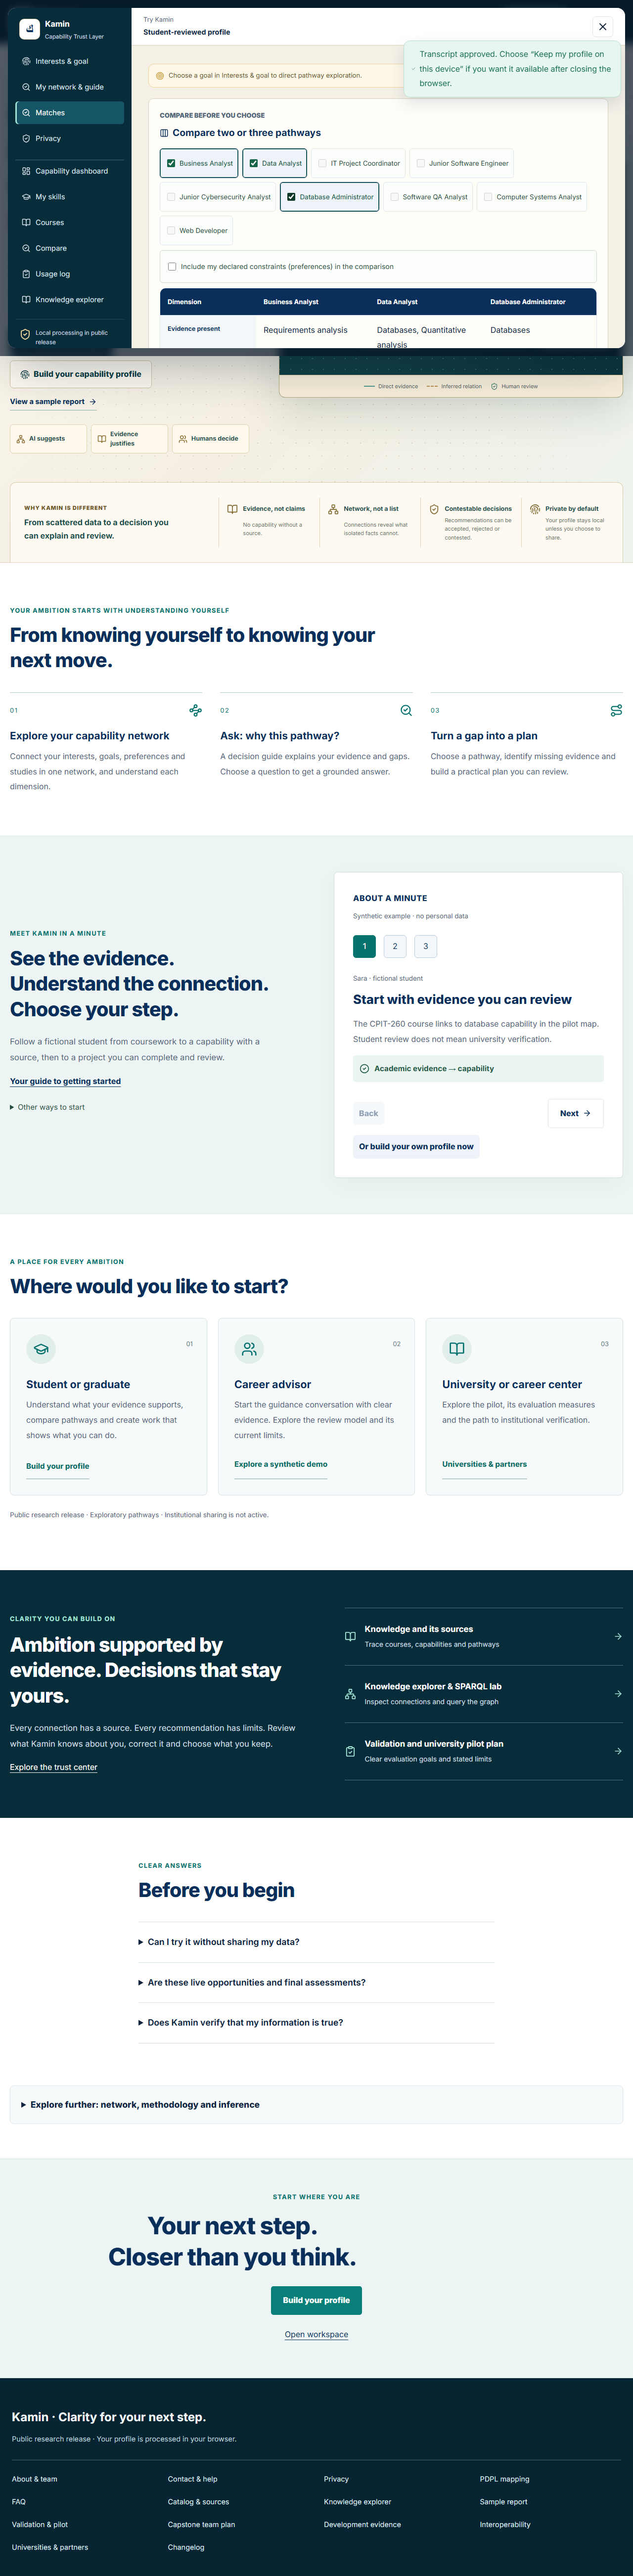 Kamin
Capability Trust Layer
Interests & goal
My network & guide
Matches
Privacy
Capability dashboard
My skills
Courses
Compare
Usage log
Knowledge explorer
Local processing in public
release
Try Kamin
Student-reviewed profile
Transcript approved. Choose “Keep my profile on
this device” if you want it available after closing the
browser.
Choose a goal in Interests & goal to direct pathway exploration.
COMPARE BEFORE YOU CHOOSE
Compare two or three pathways
Business Analyst
Data Analyst
IT Project Coordinator
Junior Software Engineer
Junior Cybersecurity Analyst
Database Administrator
Software QA Analyst
Computer Systems Analyst
Web Developer
Include my declared constraints (preferences) in the comparison
Dimension
Business Analyst
Data Analyst
Database Administrator
Evidence present
Requirements analysis
Databases, Quantitative
analysis
Databases
Build your capability profile
View a sample report
AI suggests
Evidence
justifies
Humans decide
Direct evidence
Inferred relation
Human review
WHY KAMIN IS DIFFERENT
From scattered data to a decision you
can explain and review.
Evidence, not claims
No capability without a
source.
Network, not a list
Connections reveal what
isolated facts cannot.
Contestable decisions
Recommendations can be
accepted, rejected or
contested.
Private by default
Your profile stays local
unless you choose to
share.
YOUR AMBITION STARTS WITH UNDERSTANDING YOURSELF
From knowing yourself to knowing your
next move.
01
Explore your capability network
Connect your interests, goals, preferences and
studies in one network, and understand each
dimension.
02
Ask: why this pathway?
A decision guide explains your evidence and gaps.
Choose a question to get a grounded answer.
03
Turn a gap into a plan
Choose a pathway, identify missing evidence and
build a practical plan you can review.
MEET KAMIN IN A MINUTE
See the evidence.
Understand the connection.
Choose your step.
Follow a fictional student from coursework to a capability with a
source, then to a project you can complete and review.
Your guide to getting started
Other ways to start
ABOUT A MINUTE
Synthetic example · no personal data
1
2
3
Sara · fictional student
Start with evidence you can review
The CPIT-260 course links to database capability in the pilot map.
Student review does not mean university verification.
Academic evidence → capability
Back
Next
Or build your own profile now
A PLACE FOR EVERY AMBITION
Where would you like to start?
01
Student or graduate
Understand what your evidence supports,
compare pathways and create work that
shows what you can do.
Build your profile
02
Career advisor
Start the guidance conversation with clear
evidence. Explore the review model and its
current limits.
Explore a synthetic demo
03
University or career center
Explore the pilot, its evaluation measures
and the path to institutional verification.
Universities & partners
Public research release · Exploratory pathways · Institutional sharing is not active.
CLARITY YOU CAN BUILD ON
Ambition supported by
evidence. Decisions that stay
yours.
Every connection has a source. Every recommendation has limits. Review
what Kamin knows about you, correct it and choose what you keep.
Explore the trust center
Knowledge and its sources
Trace courses, capabilities and pathways
Knowledge explorer & SPARQL lab
Inspect connections and query the graph
Validation and university pilot plan
Clear evaluation goals and stated limits
CLEAR ANSWERS
Before you begin
Can I try it without sharing my data?
Are these live opportunities and final assessments?
Does Kamin verify that my information is true?
Explore further: network, methodology and inference
START WHERE YOU ARE
Your next step.
Closer than you think.
Build your profile
Open workspace
Kamin · Clarity for your next step.
Public research release · Your profile is processed in your browser.
About & team
Contact & help
Privacy
PDPL mapping
FAQ
Catalog & sources
Knowledge explorer
Sample report
Validation & pilot
Capstone team plan
Development evidence
Interoperability
Universities & partners
Changelog